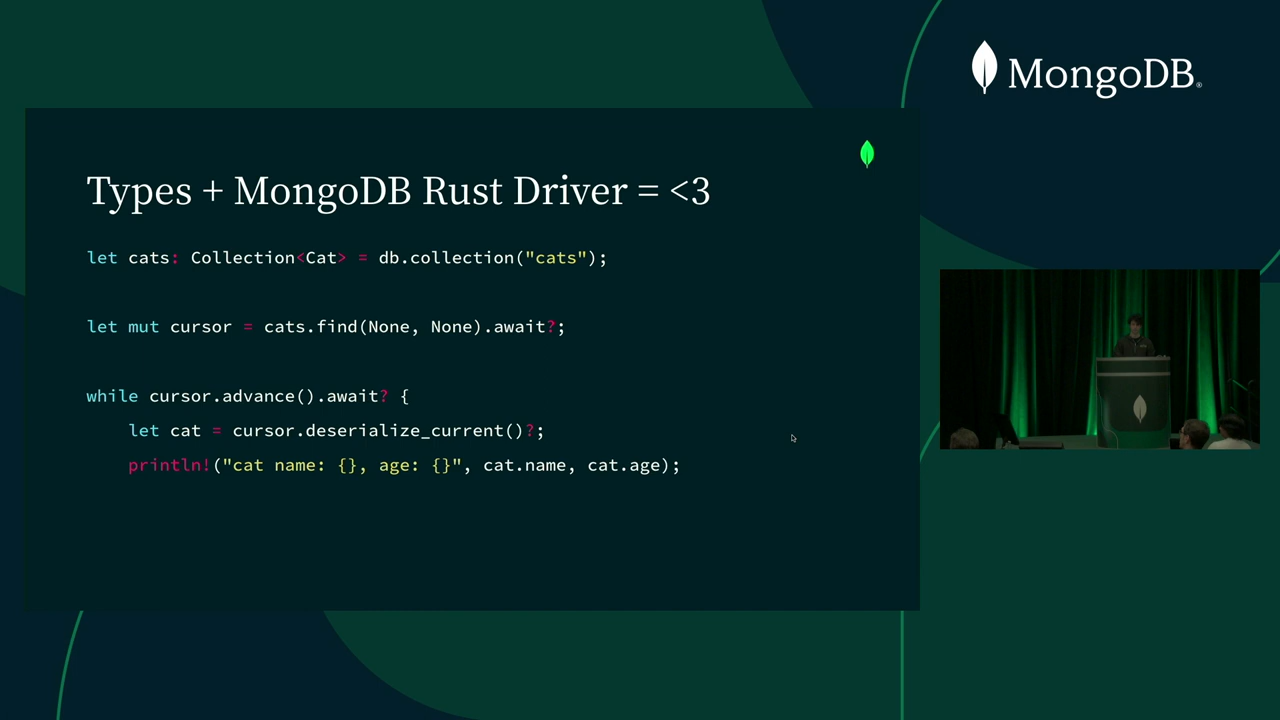 MongoDB®
Types + MongoDB Rust Driver = <3
let cats: Collection<Cat> = db.collection("cats");
let mut cursor = cats.find(None, None).await?;
while cursor.advance().await? {
    let cat = cursor.deserialize_current()?;
    println!("cat name: {}, age: {}", cat.name, cat.age);